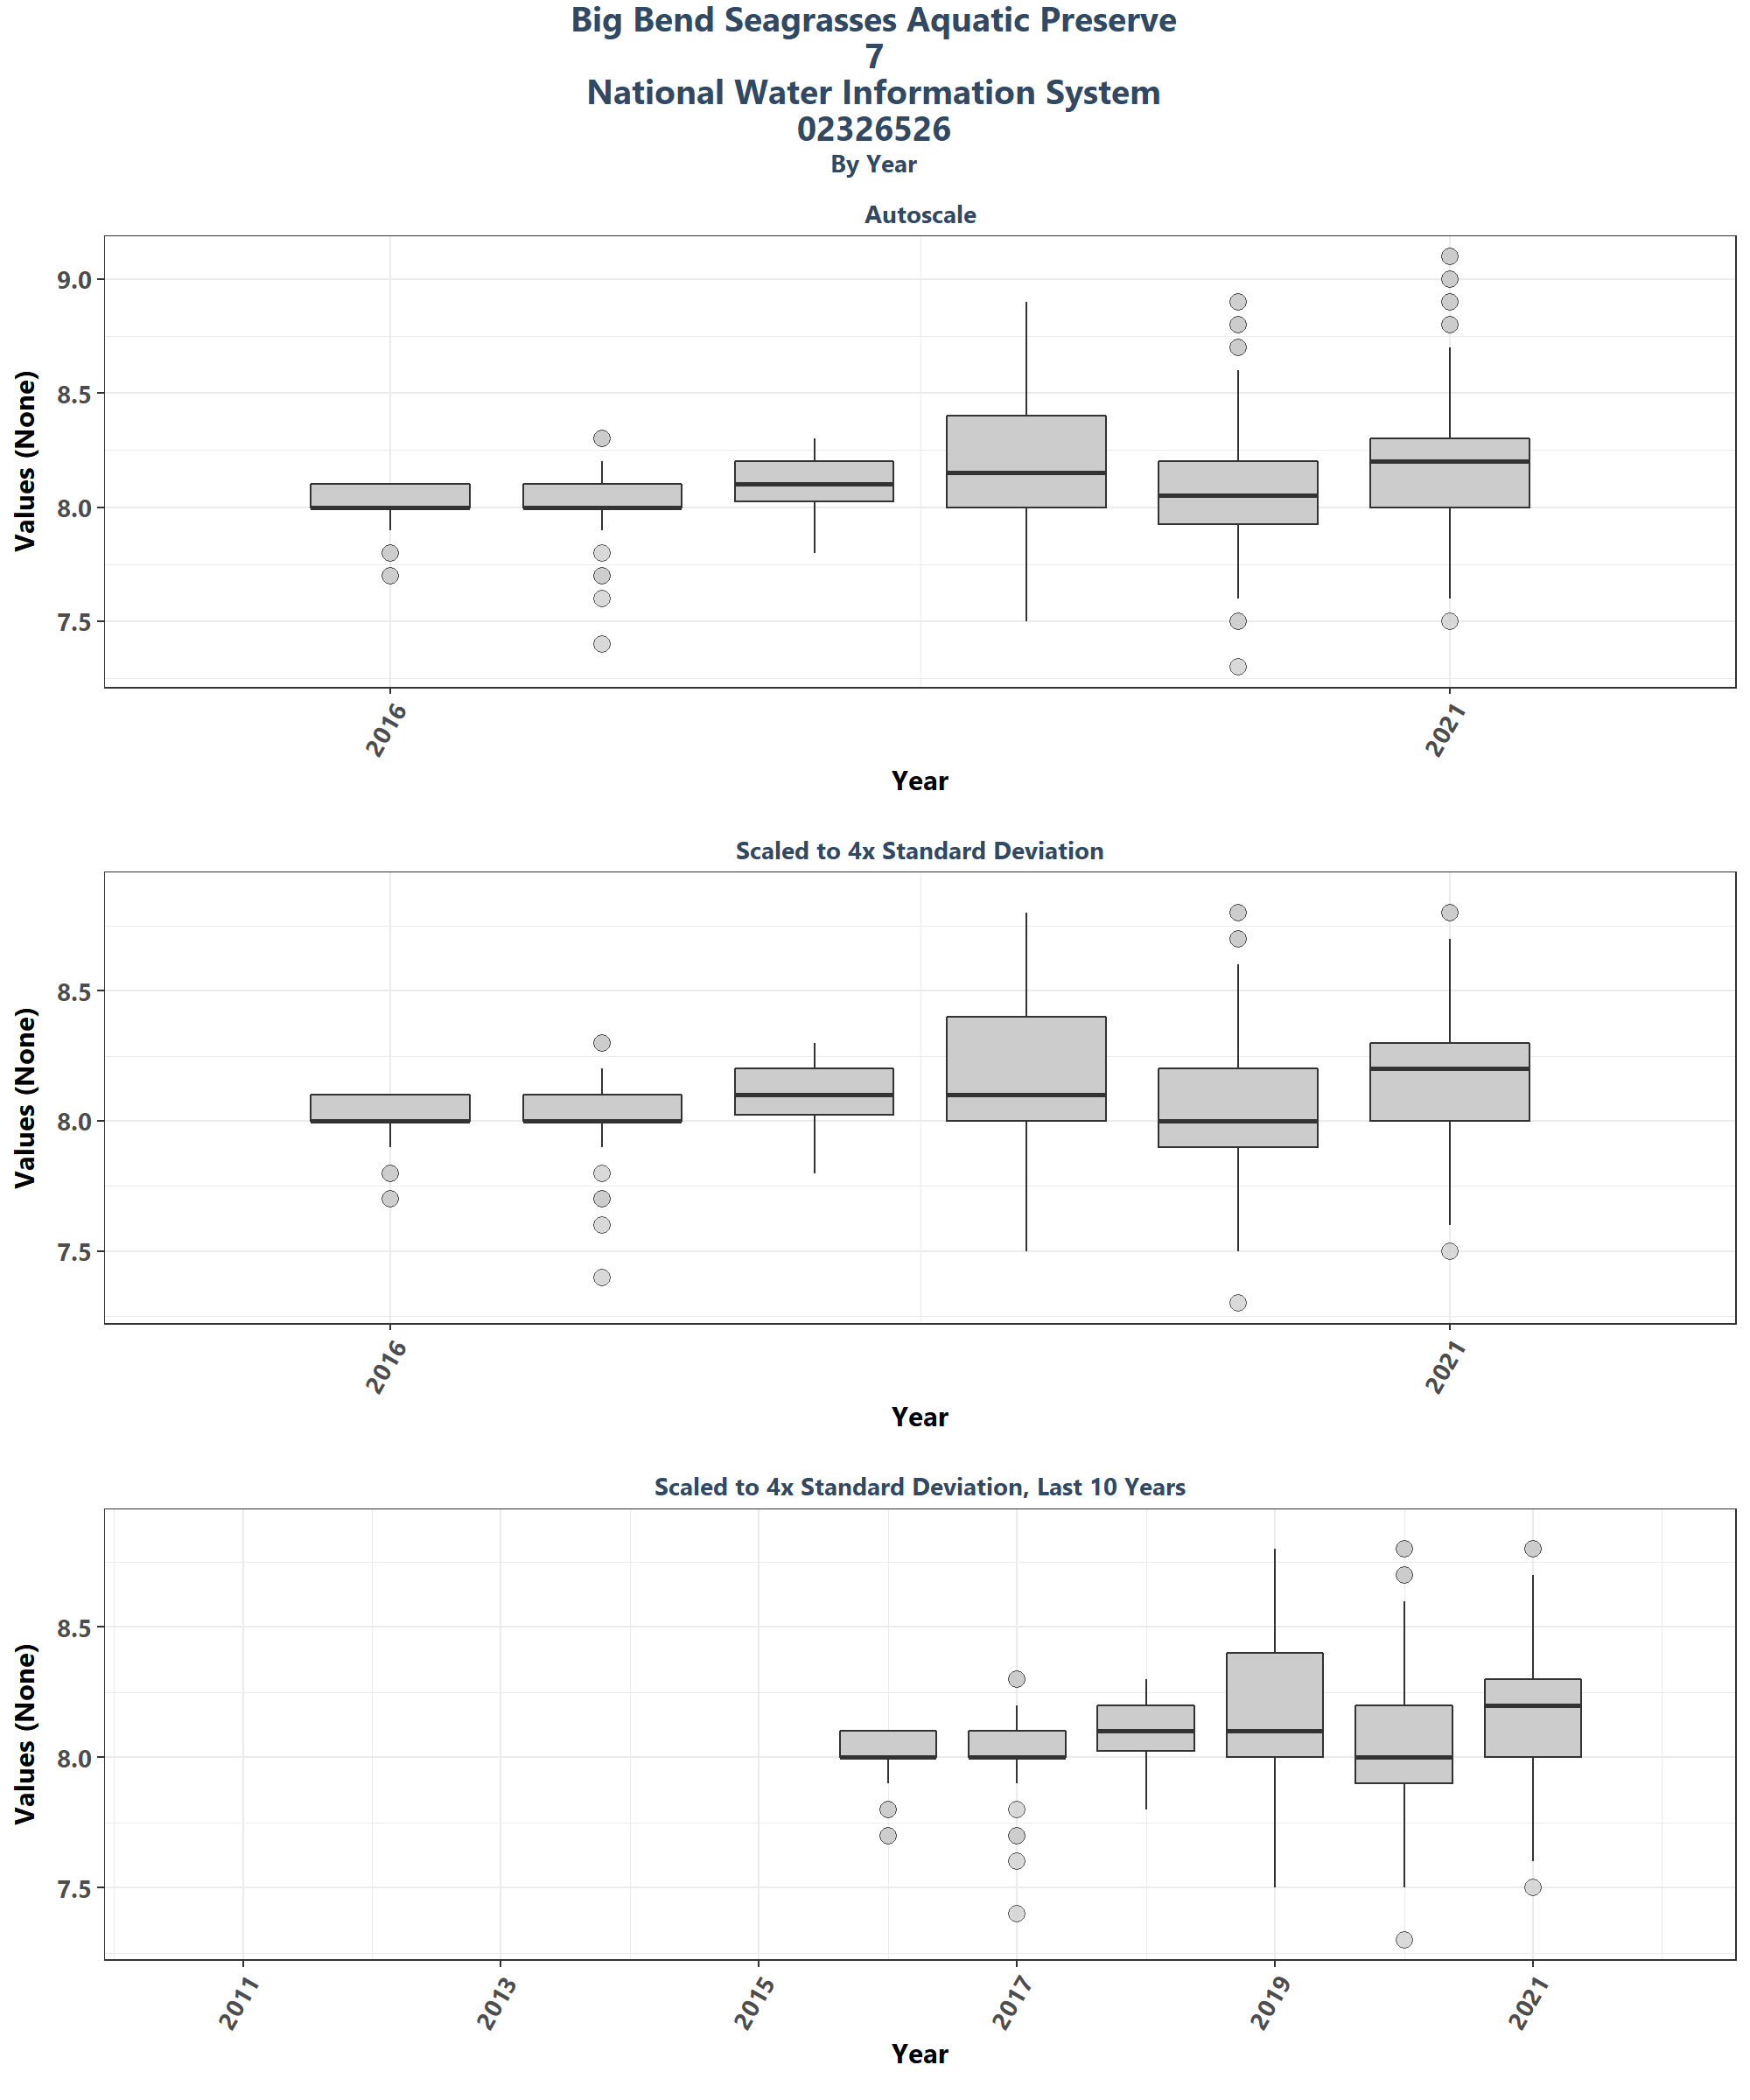 Big Bend Seagrasses Aquatic Preserve
7
National Water Information System
02326526
By Year
Autoscale
Values (None)
9.0
8.5
8.0
7.5
2016
2021
Year
Scaled to 4x Standard Deviation
Values (None)
8.5
8.0
7.5
2016
2021
Year
Scaled to 4x Standard Deviation, Last 10 Years
Values (None)
8.5
8.0
7.5
2011
2013
2015
2017
2019
2021
Year